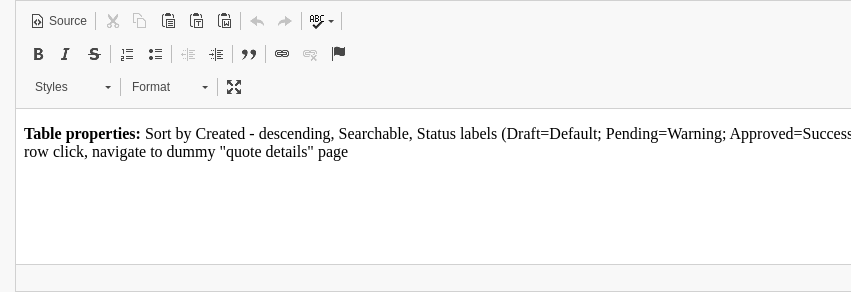 Source
ABC
B I S
Styles Format
Table properties: Sort by Created - descending, Searchable, Status labels (Draft=Default; Pending=Warning; Approved=Success
row click, navigate to dummy "quote details" page